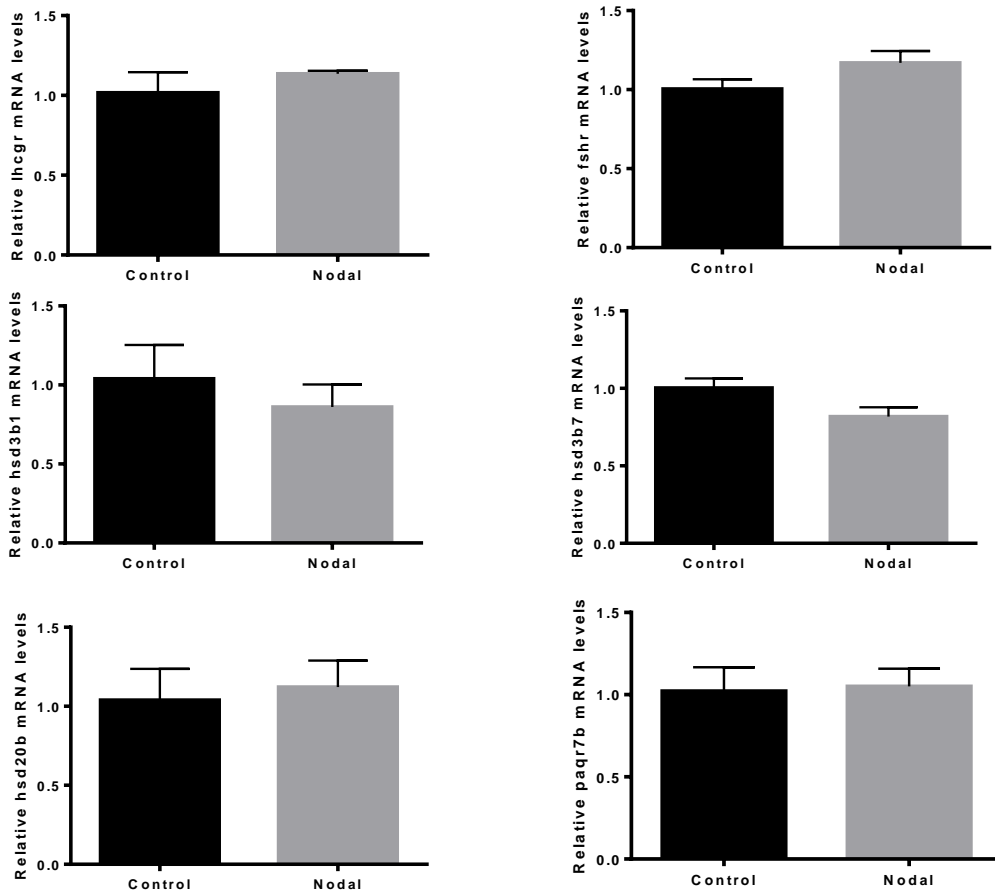 Relative lhcgr mRNA levels
1.5
1.0
0.5
0.0
Control Nodal
Relative fshr mRNA levels
1.5
1.0
0.5
0.0
Control Nodal
Relative hsd3b1 mRNA levels
1.5
1.0
0.5
0.0
Control Nodal
Relative hsd3b7 mRNA levels
1.5
1.0
0.5
0.0
Control Nodal
Relative hsd20b mRNA levels
1.5
1.0
0.5
0.0
Control Nodal
Relative paqr7b mRNA levels
1.5
1.0
0.5
0.0
Control Nodal